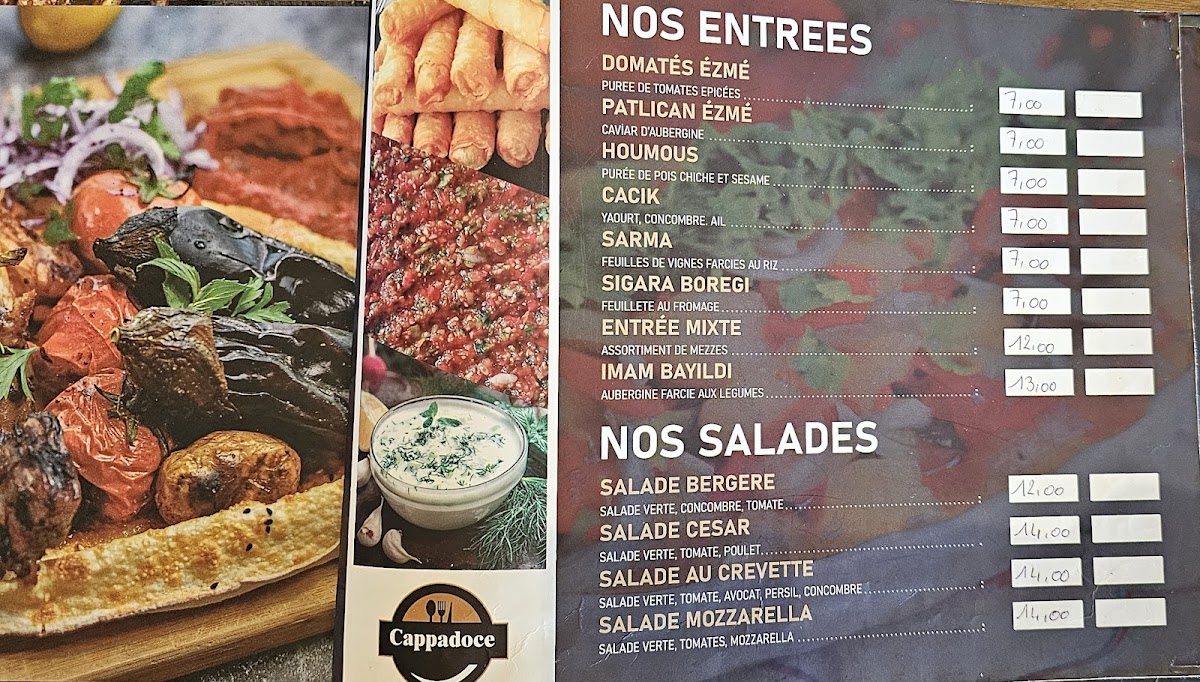 NOS ENTREES
DOMATÉS ÉZMÉ
PUREE DE TOMATES EPICÉES 7,00
PATLICAN ÉZMÉ
CAVİAR D'AUBERGINE 7,00
HOUMOUS
PURÉE DE POIS CHICHE ET SESAME 7,00
CACIK
YAOURT, CONCOMBRE. AIL 7,00
SARMA
FEUILLES DE VIGNES FARCIES AU RIZ 7,00
SIGARA BOREGI
FEUILLETE AU FROMAGE 7,00
ENTRÉE MIXTE
ASSORTIMENT DE MEZZES 12,00
IMAM BAYILDI
AUBERGINE FARCIE AUX LEGUMES 13,00
NOS SALADES
SALADE BERGERE
SALADE VERTE, CONCOMBRE, TOMATE 12,00
SALADE CESAR
SALADE VERTE, TOMATE, POULET 14,00
SALADE AU CREVETTE
SALADE VERTE, TOMATE, AVOCAT, PERSIL, CONCOMBRE 14,00
SALADE MOZZARELLA
SALADE VERTE, TOMATES, MOZZARELLA 14,00
Cappadoce